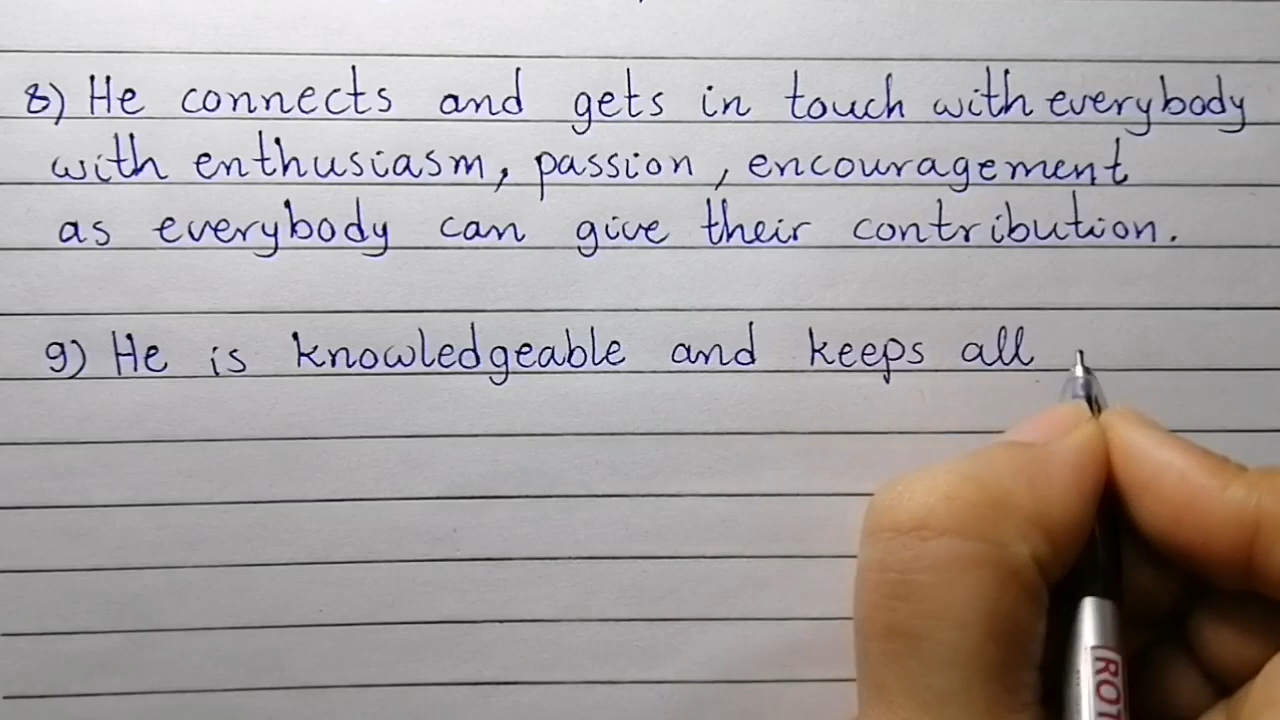 8) He connects and gets in touch with everybody
with enthusiasm, passion, encouragement
as everybody can give their contribution.
9) He is knowledgeable and keeps all
(ROT